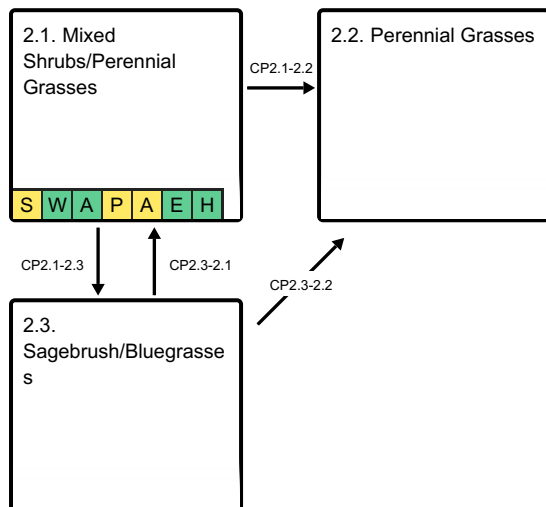 2.1. Mixed
Shrubs/Perennial
Grasses
CP2.1-2.2
2.2. Perennial Grasses
S W A P A E H
CP2.1-2.3
CP2.3-2.1
CP2.3-2.2
2.3.
Sagebrush/Bluegrasse
s